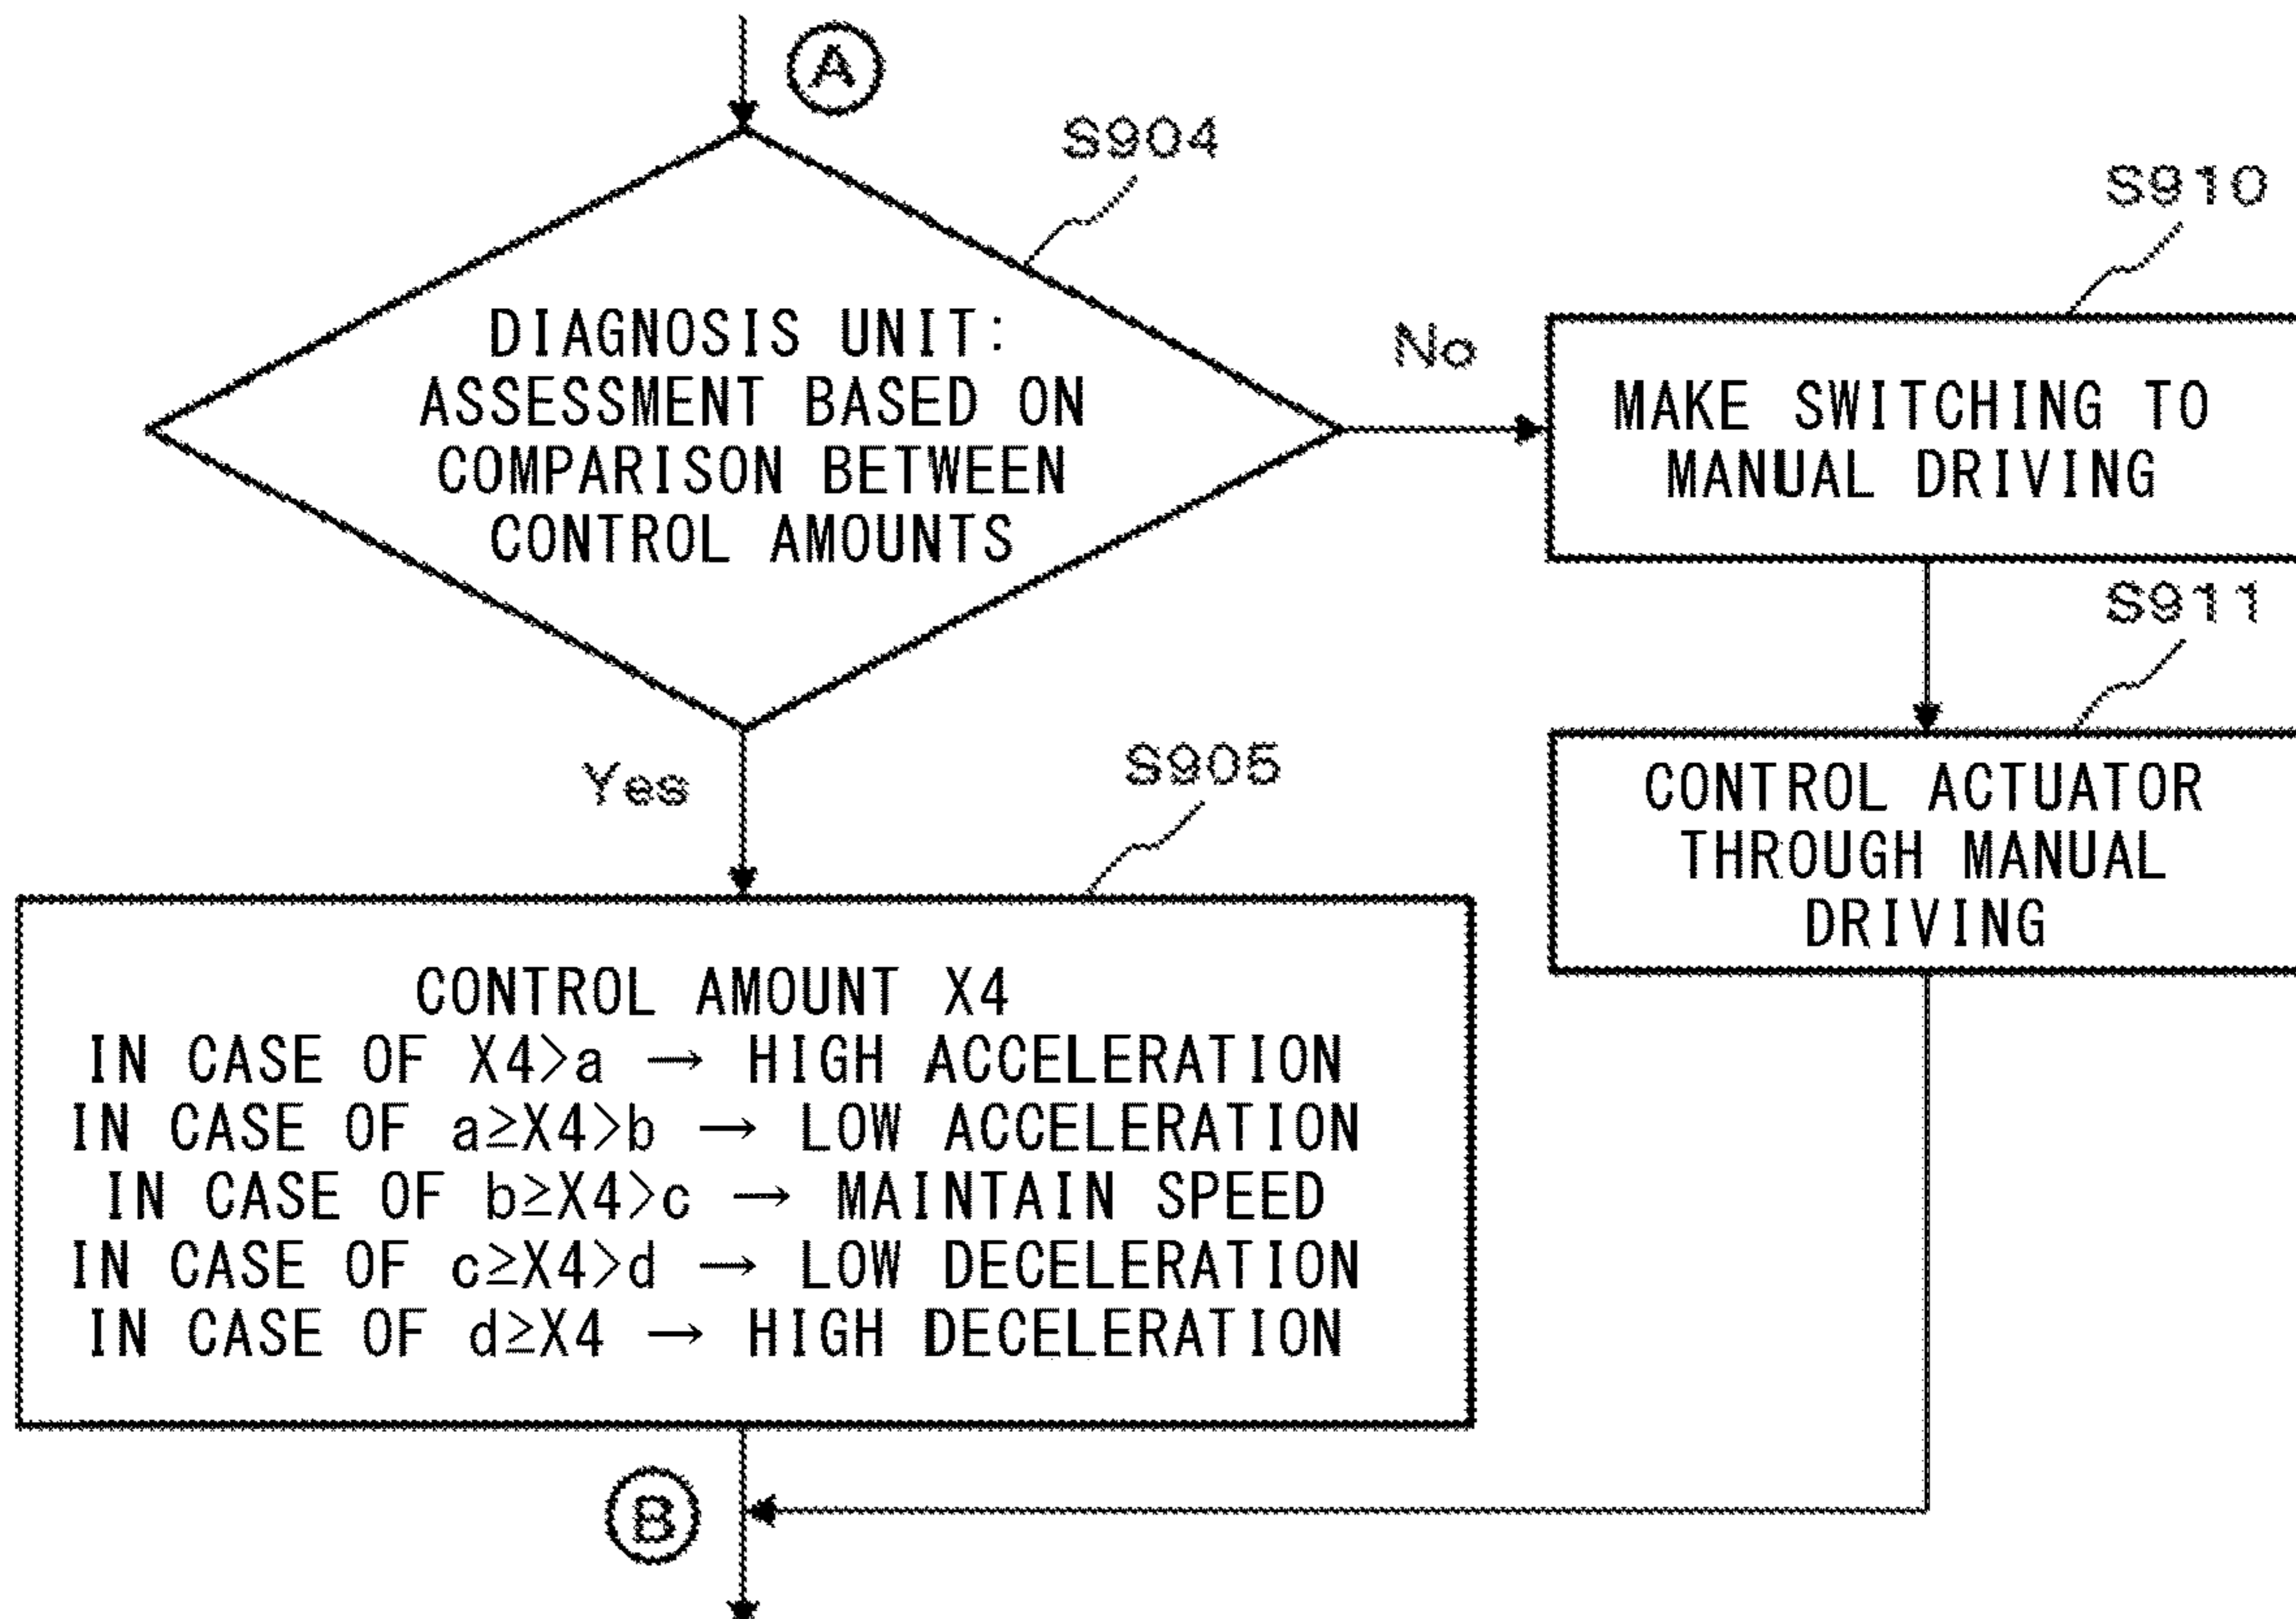 A
S904
DIAGNOSIS UNIT:
ASSESSMENT BASED ON
COMPARISON BETWEEN
CONTROL AMOUNTS
No
S910
MAKE SWITCHING TO
MANUAL DRIVING
S911
CONTROL ACTUATOR
THROUGH MANUAL
DRIVING
Yes
S905
CONTROL AMOUNT X4
IN CASE OF X4>a → HIGH ACCELERATION
IN CASE OF a≥X4>b → LOW ACCELERATION
IN CASE OF b≥X4>c → MAINTAIN SPEED
IN CASE OF c≥X4>d → LOW DECELERATION
IN CASE OF d≥X4 → HIGH DECELERATION
B